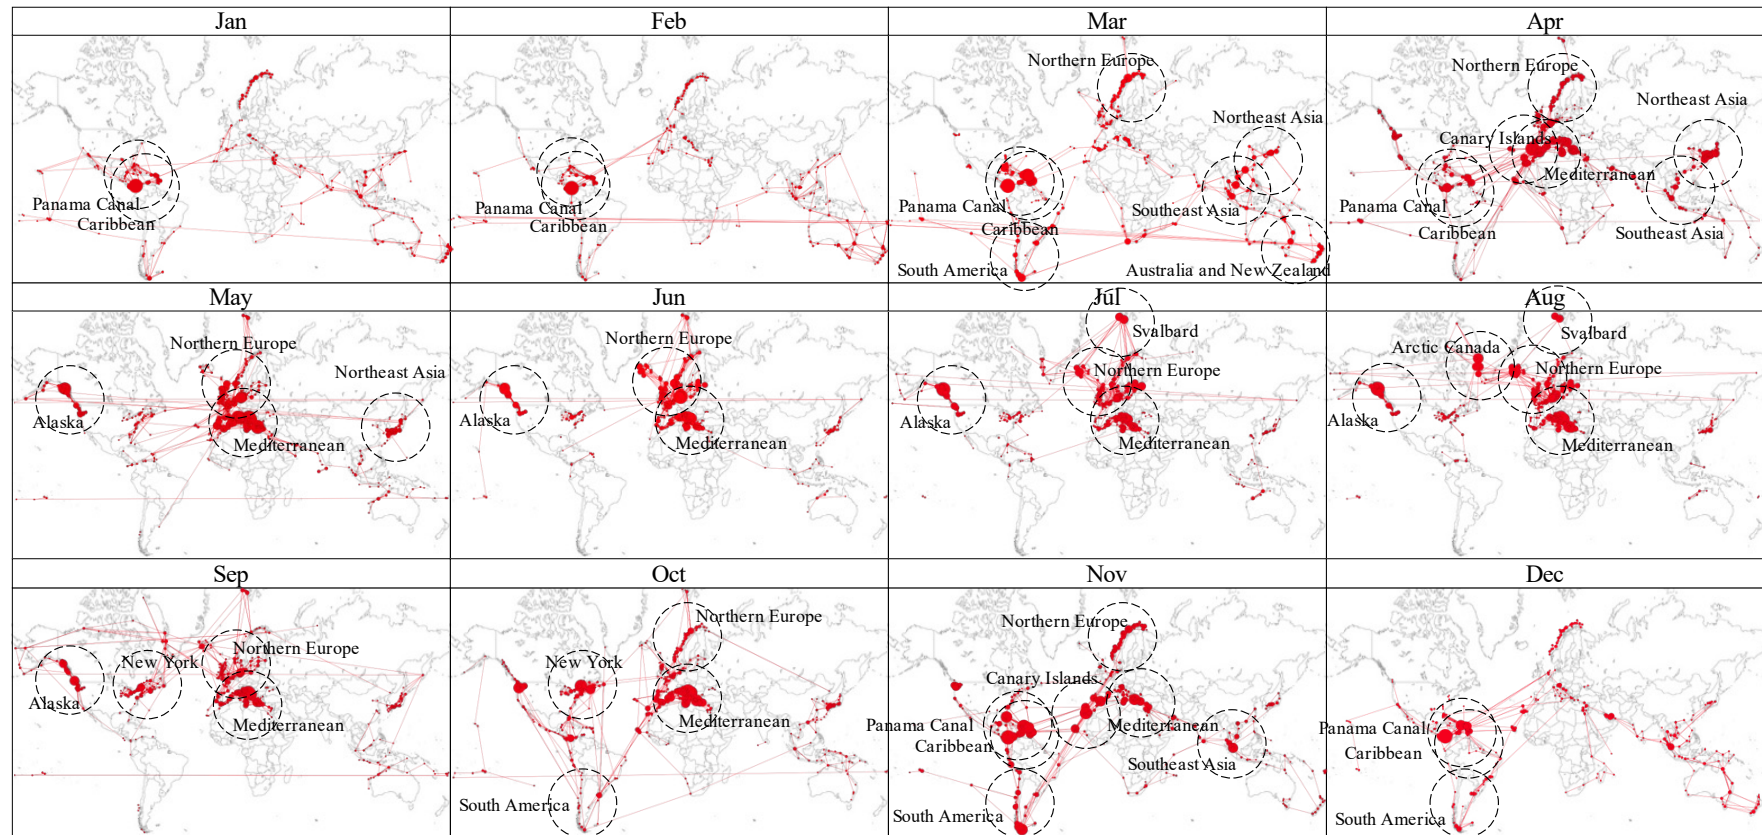 Jan
Feb
Mar
Apr
Panama Canal
Caribbean
Panama Canal
Caribbean
Northern Europe
Northeast Asia
Panama Canal
Caribbean
Southeast Asia
South America
Australia and New Zealand
Northern Europe
Northeast Asia
Canary Islands
Mediterranean
Panama Canal
Caribbean
Southeast Asia
May
Jun
Jul
Aug
Northern Europe
Northeast Asia
Alaska
Mediterranean
Northern Europe
Alaska
Mediterranean
Svalbard
Northern Europe
Alaska
Mediterranean
Svalbard
Arctic Canada
Northern Europe
Alaska
Mediterranean
Sep
Oct
Nov
Dec
Northern Europe
New York
Alaska
Mediterranean
Northern Europe
New York
Mediterranean
South America
Northern Europe
Canary Islands
Panama Canal
Mediterranean
Caribbean
Southeast Asia
South America
Panama Canal
Caribbean
South America